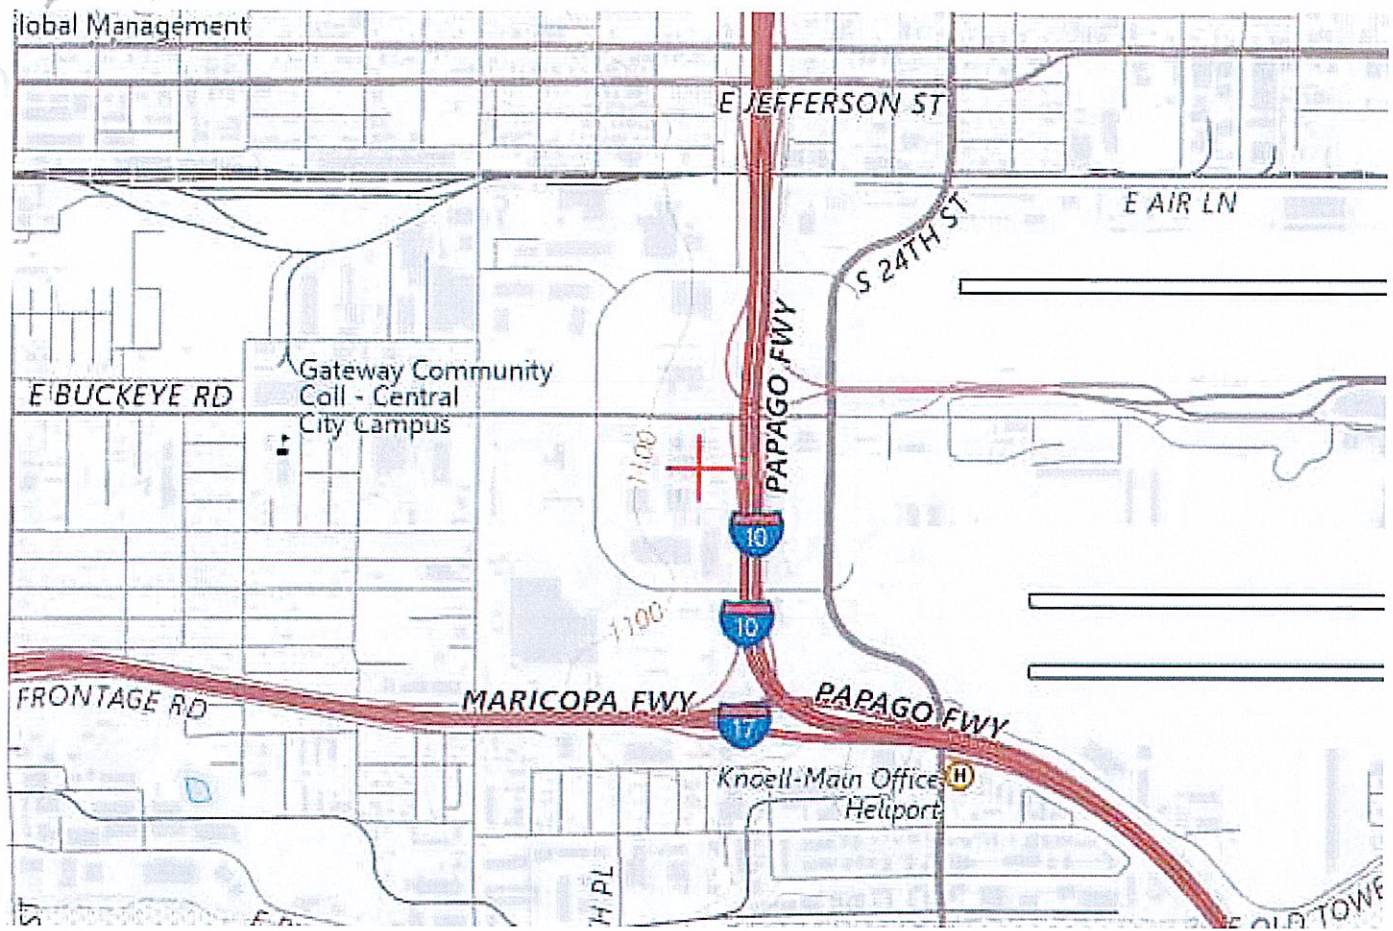 lobal Management
E JEFFERSON ST
E AIR LN
S 24TH ST
PAPAGO FWY
Gateway Community
Coll - Central
City Campus
E BUCKEYE RD
1100
10
1100
10
FRONTAGE RD
MARICOPA FWY
17
PAPAGO FWY
Knoell-Main Office
Heliport
H
H PL
E OLD TOWE